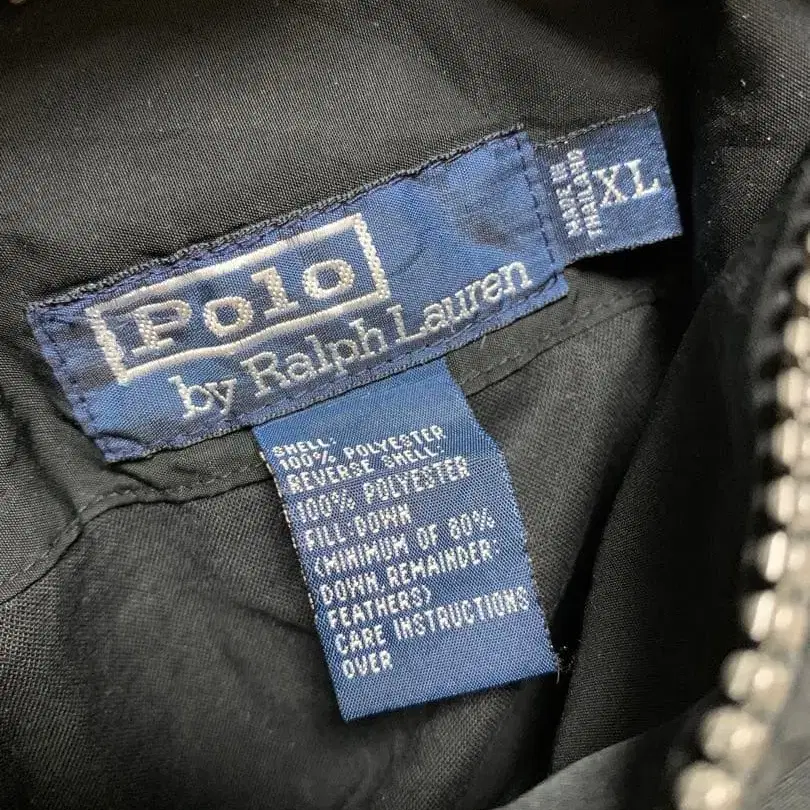 Polo
by Ralph Lauren
MADE IN
THAILAND
XL
SHELL:
100% POLYESTER
REVERSE SHELL:
100% POLYESTER
FILL:DOWN
(MINIMUM OF 80%
DOWN,REMAINDER:
FEATHERS)
CARE INSTRUCTIONS
OVER